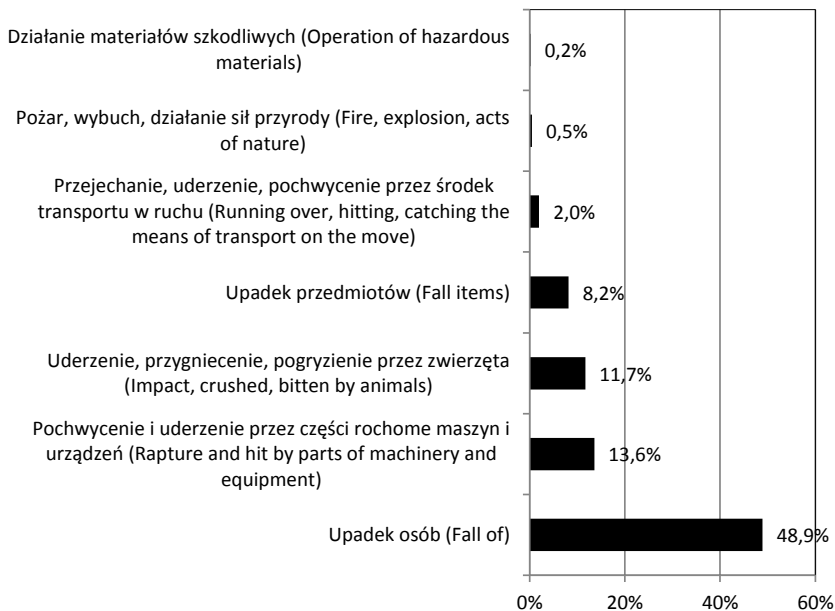 Działanie materiałów szkodliwych (Operation of hazardous
materials)
0,2%
Pożar, wybuch, działanie sił przyrody (Fire, explosion, acts
of nature)
0,5%
Przejechanie, uderzenie, pochwycenie przez środek
transportu w ruchu (Running over, hitting, catching the
means of transport on the move)
2,0%
Upadek przedmiotów (Fall items)
8,2%
Uderzenie, przygniecenie, pogryzienie przez zwierzęta
(Impact, crushed, bitten by animals)
11,7%
Pochwycenie i uderzenie przez części rochome maszyn i
urządzeń (Rapture and hit by parts of machinery and
equipment)
13,6%
Upadek osób (Fall of)
48,9%
0% 20% 40% 60%